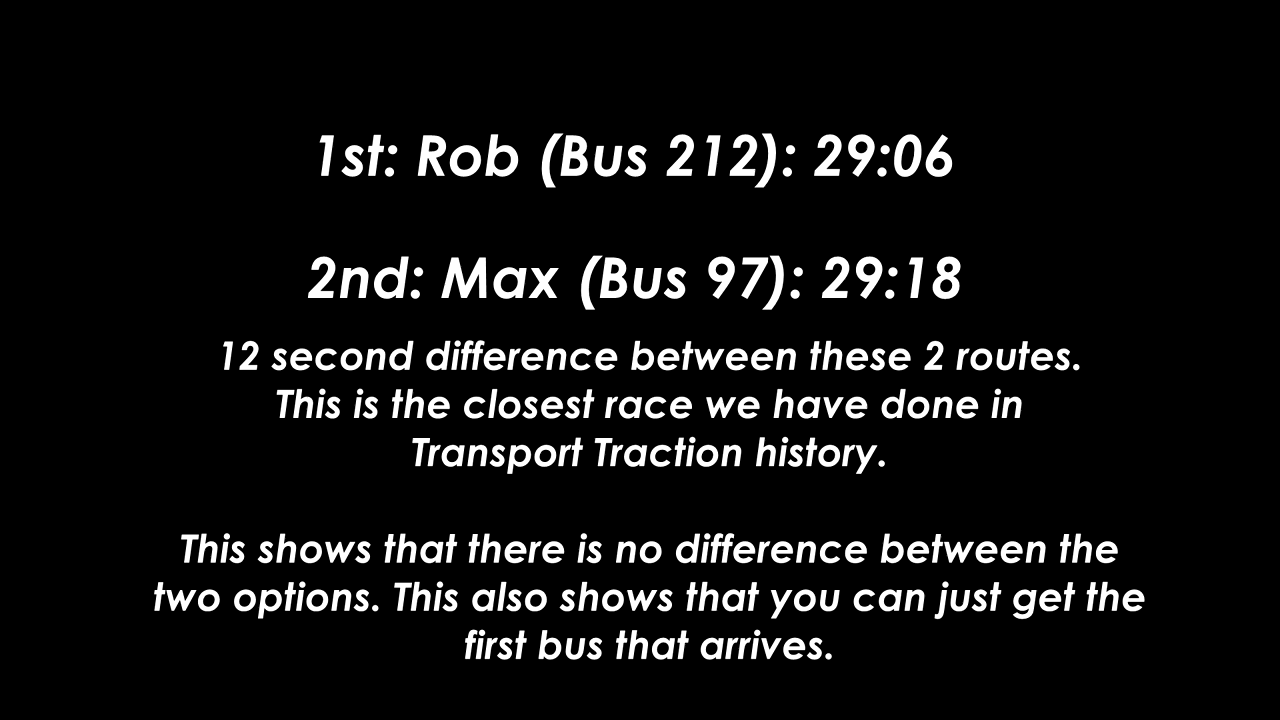 1st: Rob (Bus 212): 29:06
2nd: Max (Bus 97): 29:18
12 second difference between these 2 routes.
This is the closest race we have done in
Transport Traction history.
This shows that there is no difference between the
two options. This also shows that you can just get the
first bus that arrives.